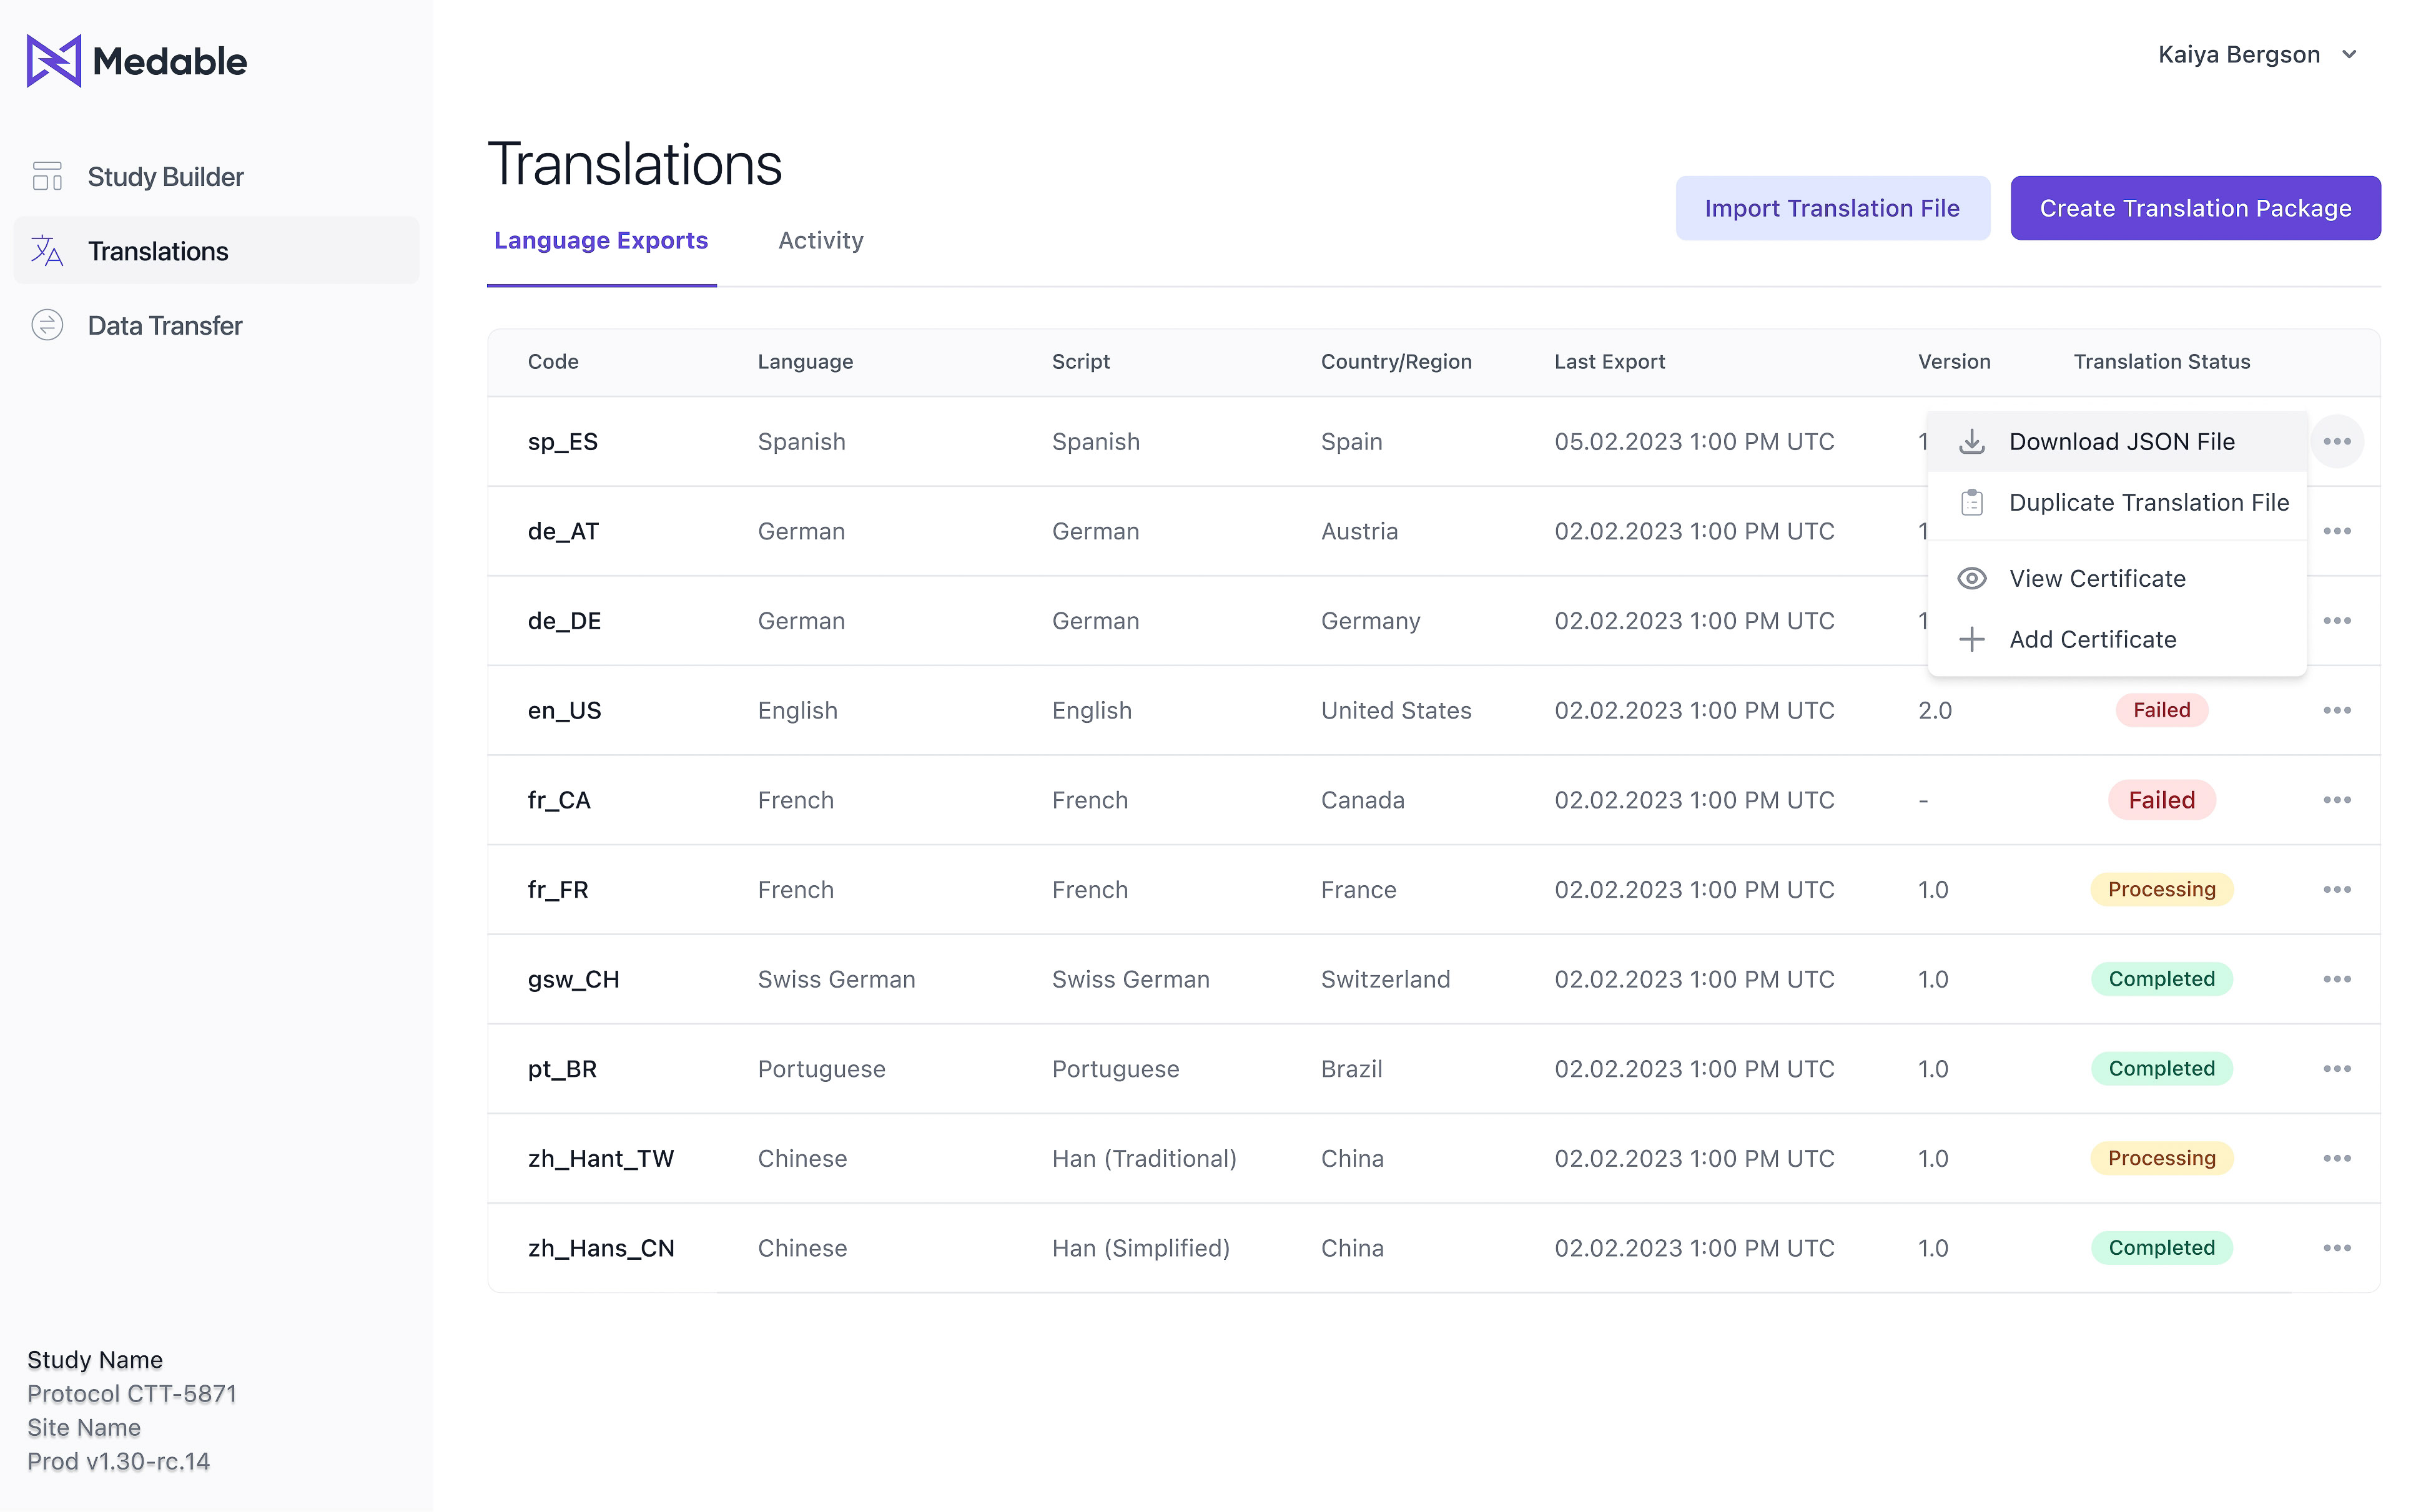 Medable
Kaiya Bergson
Study Builder
Translations
Data Transfer
Translations
Import Translation File
Create Translation Package
Language Exports Activity
Code Language Script Country/Region Last Export Version Translation Status
sp_ES Spanish Spanish Spain 05.02.2023 1:00 PM UTC 1
Download JSON File
Duplicate Translation File
View Certificate
Add Certificate
de_AT German German Austria 02.02.2023 1:00 PM UTC 1
de_DE German German Germany 02.02.2023 1:00 PM UTC 1
en_US English English United States 02.02.2023 1:00 PM UTC 2.0 Failed
fr_CA French French Canada 02.02.2023 1:00 PM UTC - Failed
fr_FR French French France 02.02.2023 1:00 PM UTC 1.0 Processing
gsw_CH Swiss German Swiss German Switzerland 02.02.2023 1:00 PM UTC 1.0 Completed
pt_BR Portuguese Portuguese Brazil 02.02.2023 1:00 PM UTC 1.0 Completed
zh_Hant_TW Chinese Han (Traditional) China 02.02.2023 1:00 PM UTC 1.0 Processing
zh_Hans_CN Chinese Han (Simplified) China 02.02.2023 1:00 PM UTC 1.0 Completed
Study Name
Protocol CTT-5871
Site Name
Prod v1.30-rc.14